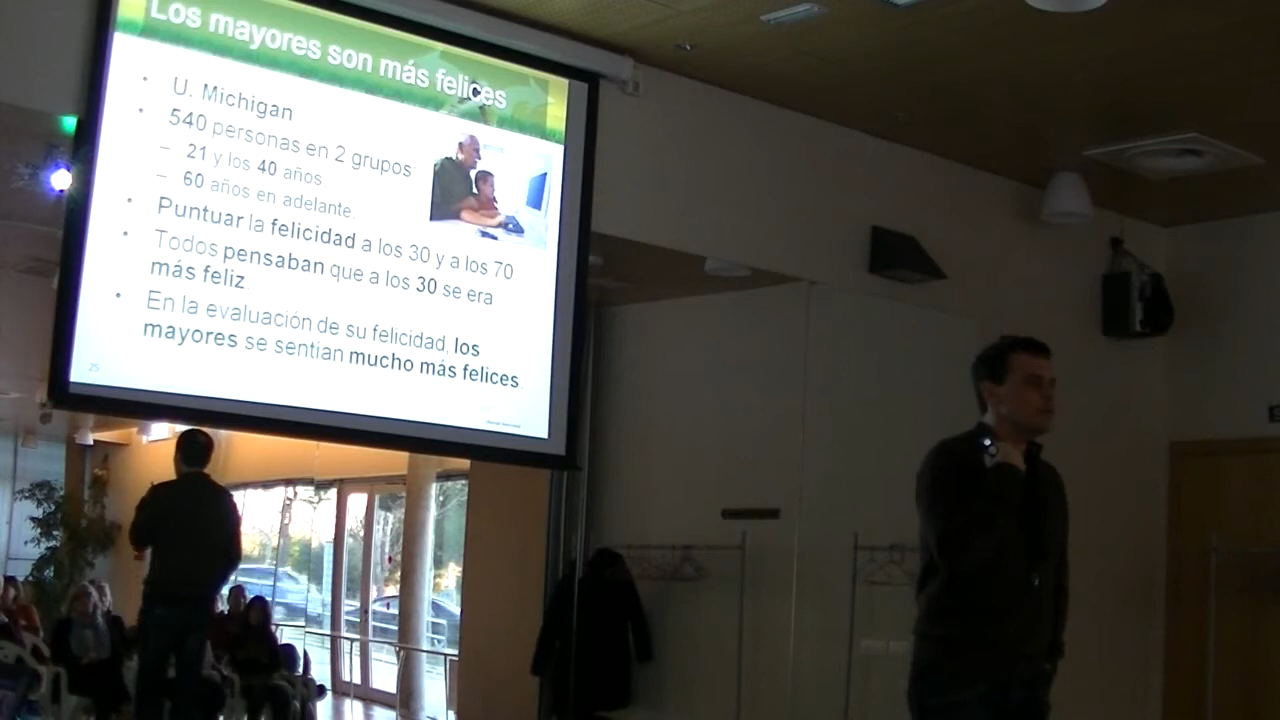 Los mayores son más felices
• U. Michigan
• 540 personas en 2 grupos
– 21 y los 40 años
– 60 años en adelante.
• Puntuar la felicidad a los 30 y a los 70
• Todos pensaban que a los 30 se era
más feliz.
• En la evaluación de su felicidad, los
mayores se sentian mucho más felices.
25